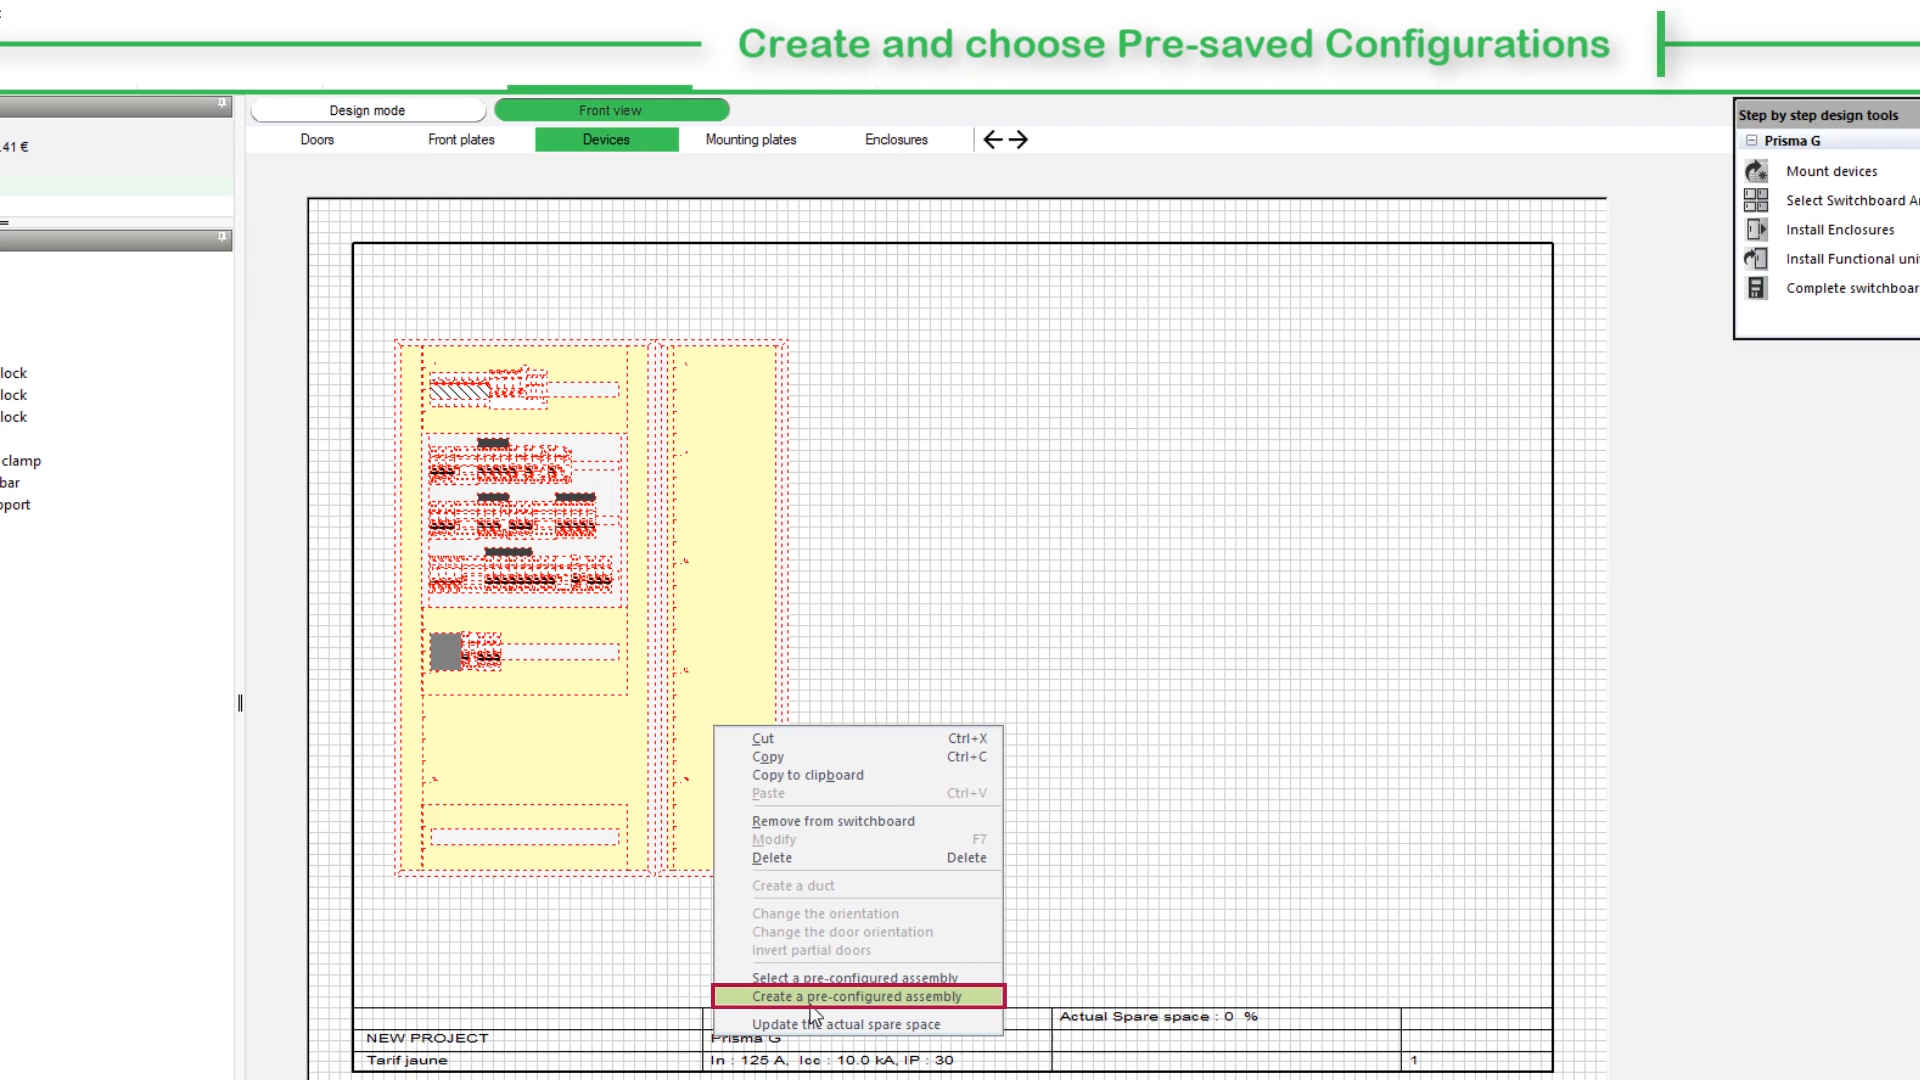 Create and choose Pre-saved Configurations
Design mode
Front view
Doors
Front plates
Devices
Mounting plates
Enclosures
.41 €
lock
lock
lock
clamp
bar
pport
Step by step design tools
Prisma G
Mount devices
Select Switchboard Ar
Install Enclosures
Install Functional uni
Complete switchboar
Cut Ctrl+X
Copy Ctrl+C
Copy to clipboard
Paste Ctrl+V
Remove from switchboard
Modify F7
Delete Delete
Create a duct
Change the orientation
Change the door orientation
Invert partial doors
Select a pre-configured assembly
Create a pre-configured assembly
Update the actual spare space
Actual Spare space : 0 %
NEW PROJECT
Prisma G
Tarif jaune
In : 125 A, Icc : 10.0 kA, IP : 30
1